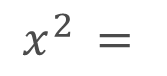 x² =